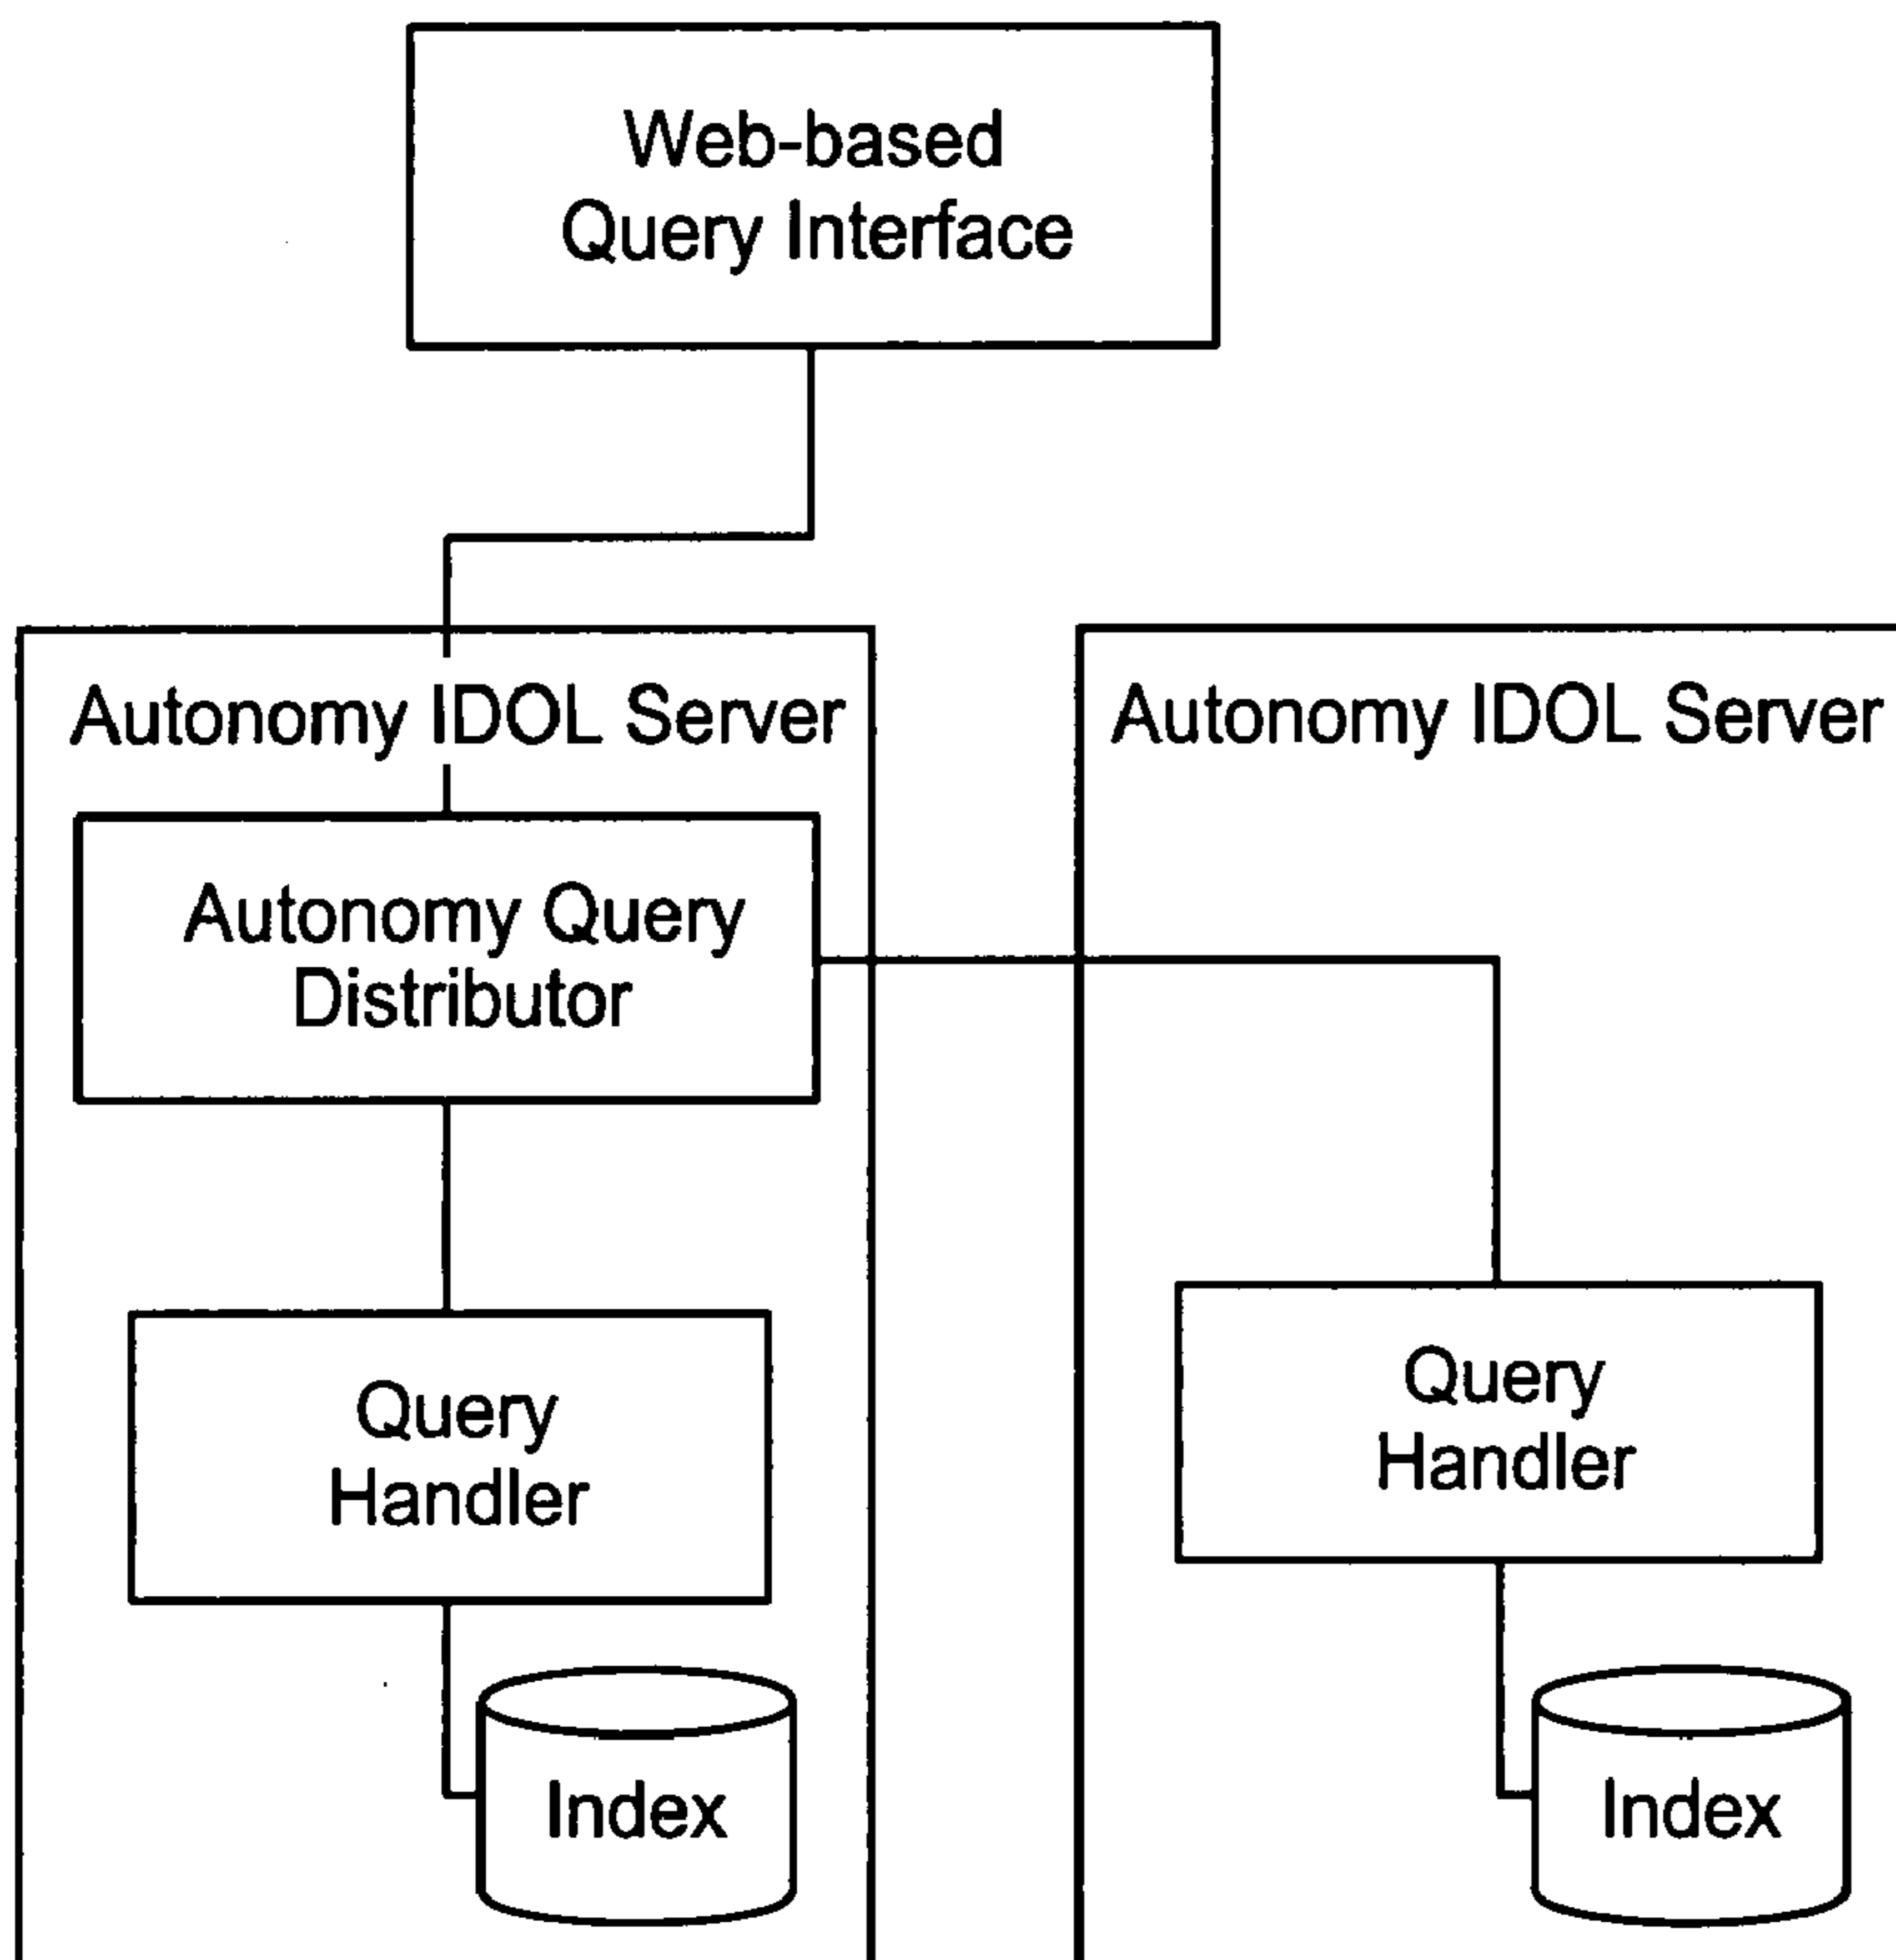 Web-based
Query Interface
Autonomy IDOL Server
Autonomy IDOL Server
Autonomy Query
Distributor
Query
Handler
Query
Handler
Index
Index